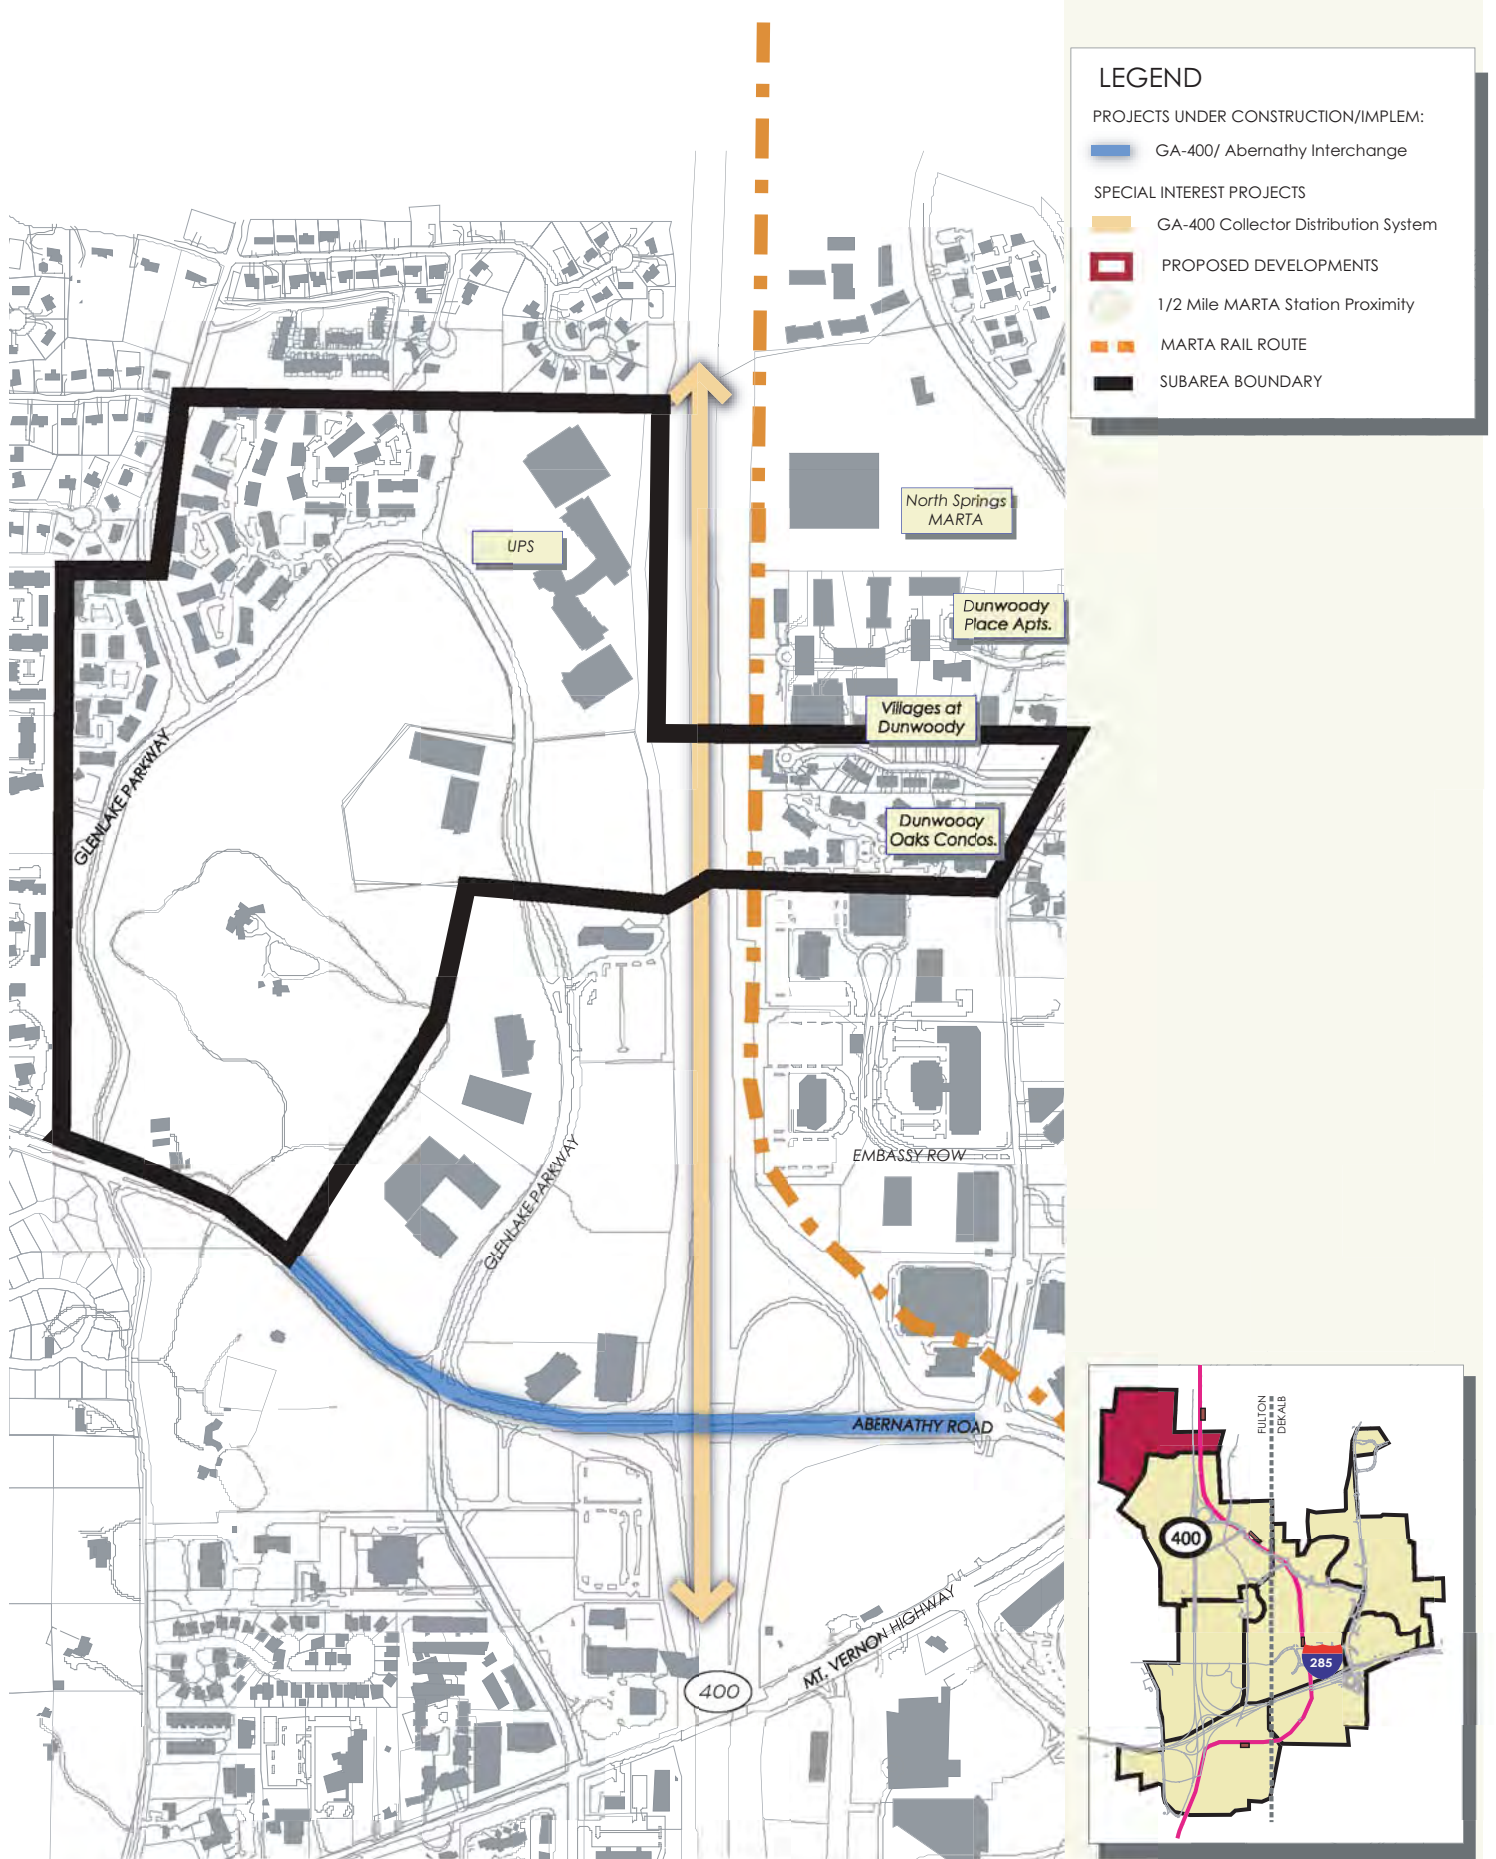 LEGEND
PROJECTS UNDER CONSTRUCTION/IMPLEM:
GA-400/ Abernathy Interchange
SPECIAL INTEREST PROJECTS
GA-400 Collector Distribution System
PROPOSED DEVELOPMENTS
1/2 Mile MARTA Station Proximity
MARTA RAIL ROUTE
SUBAREA BOUNDARY
North Springs
MARTA
UPS
Dunwoody
Place Apts.
Villages at
Dunwoody
GLENLAKE PARKWAY
Dunwoody
Oaks Condos.
EMBASSY ROW
GLENLAKE PARKWAY
ABERNATHY ROAD
MT. VERNON HIGHWAY
400
FULTON
DEKALB
400
285